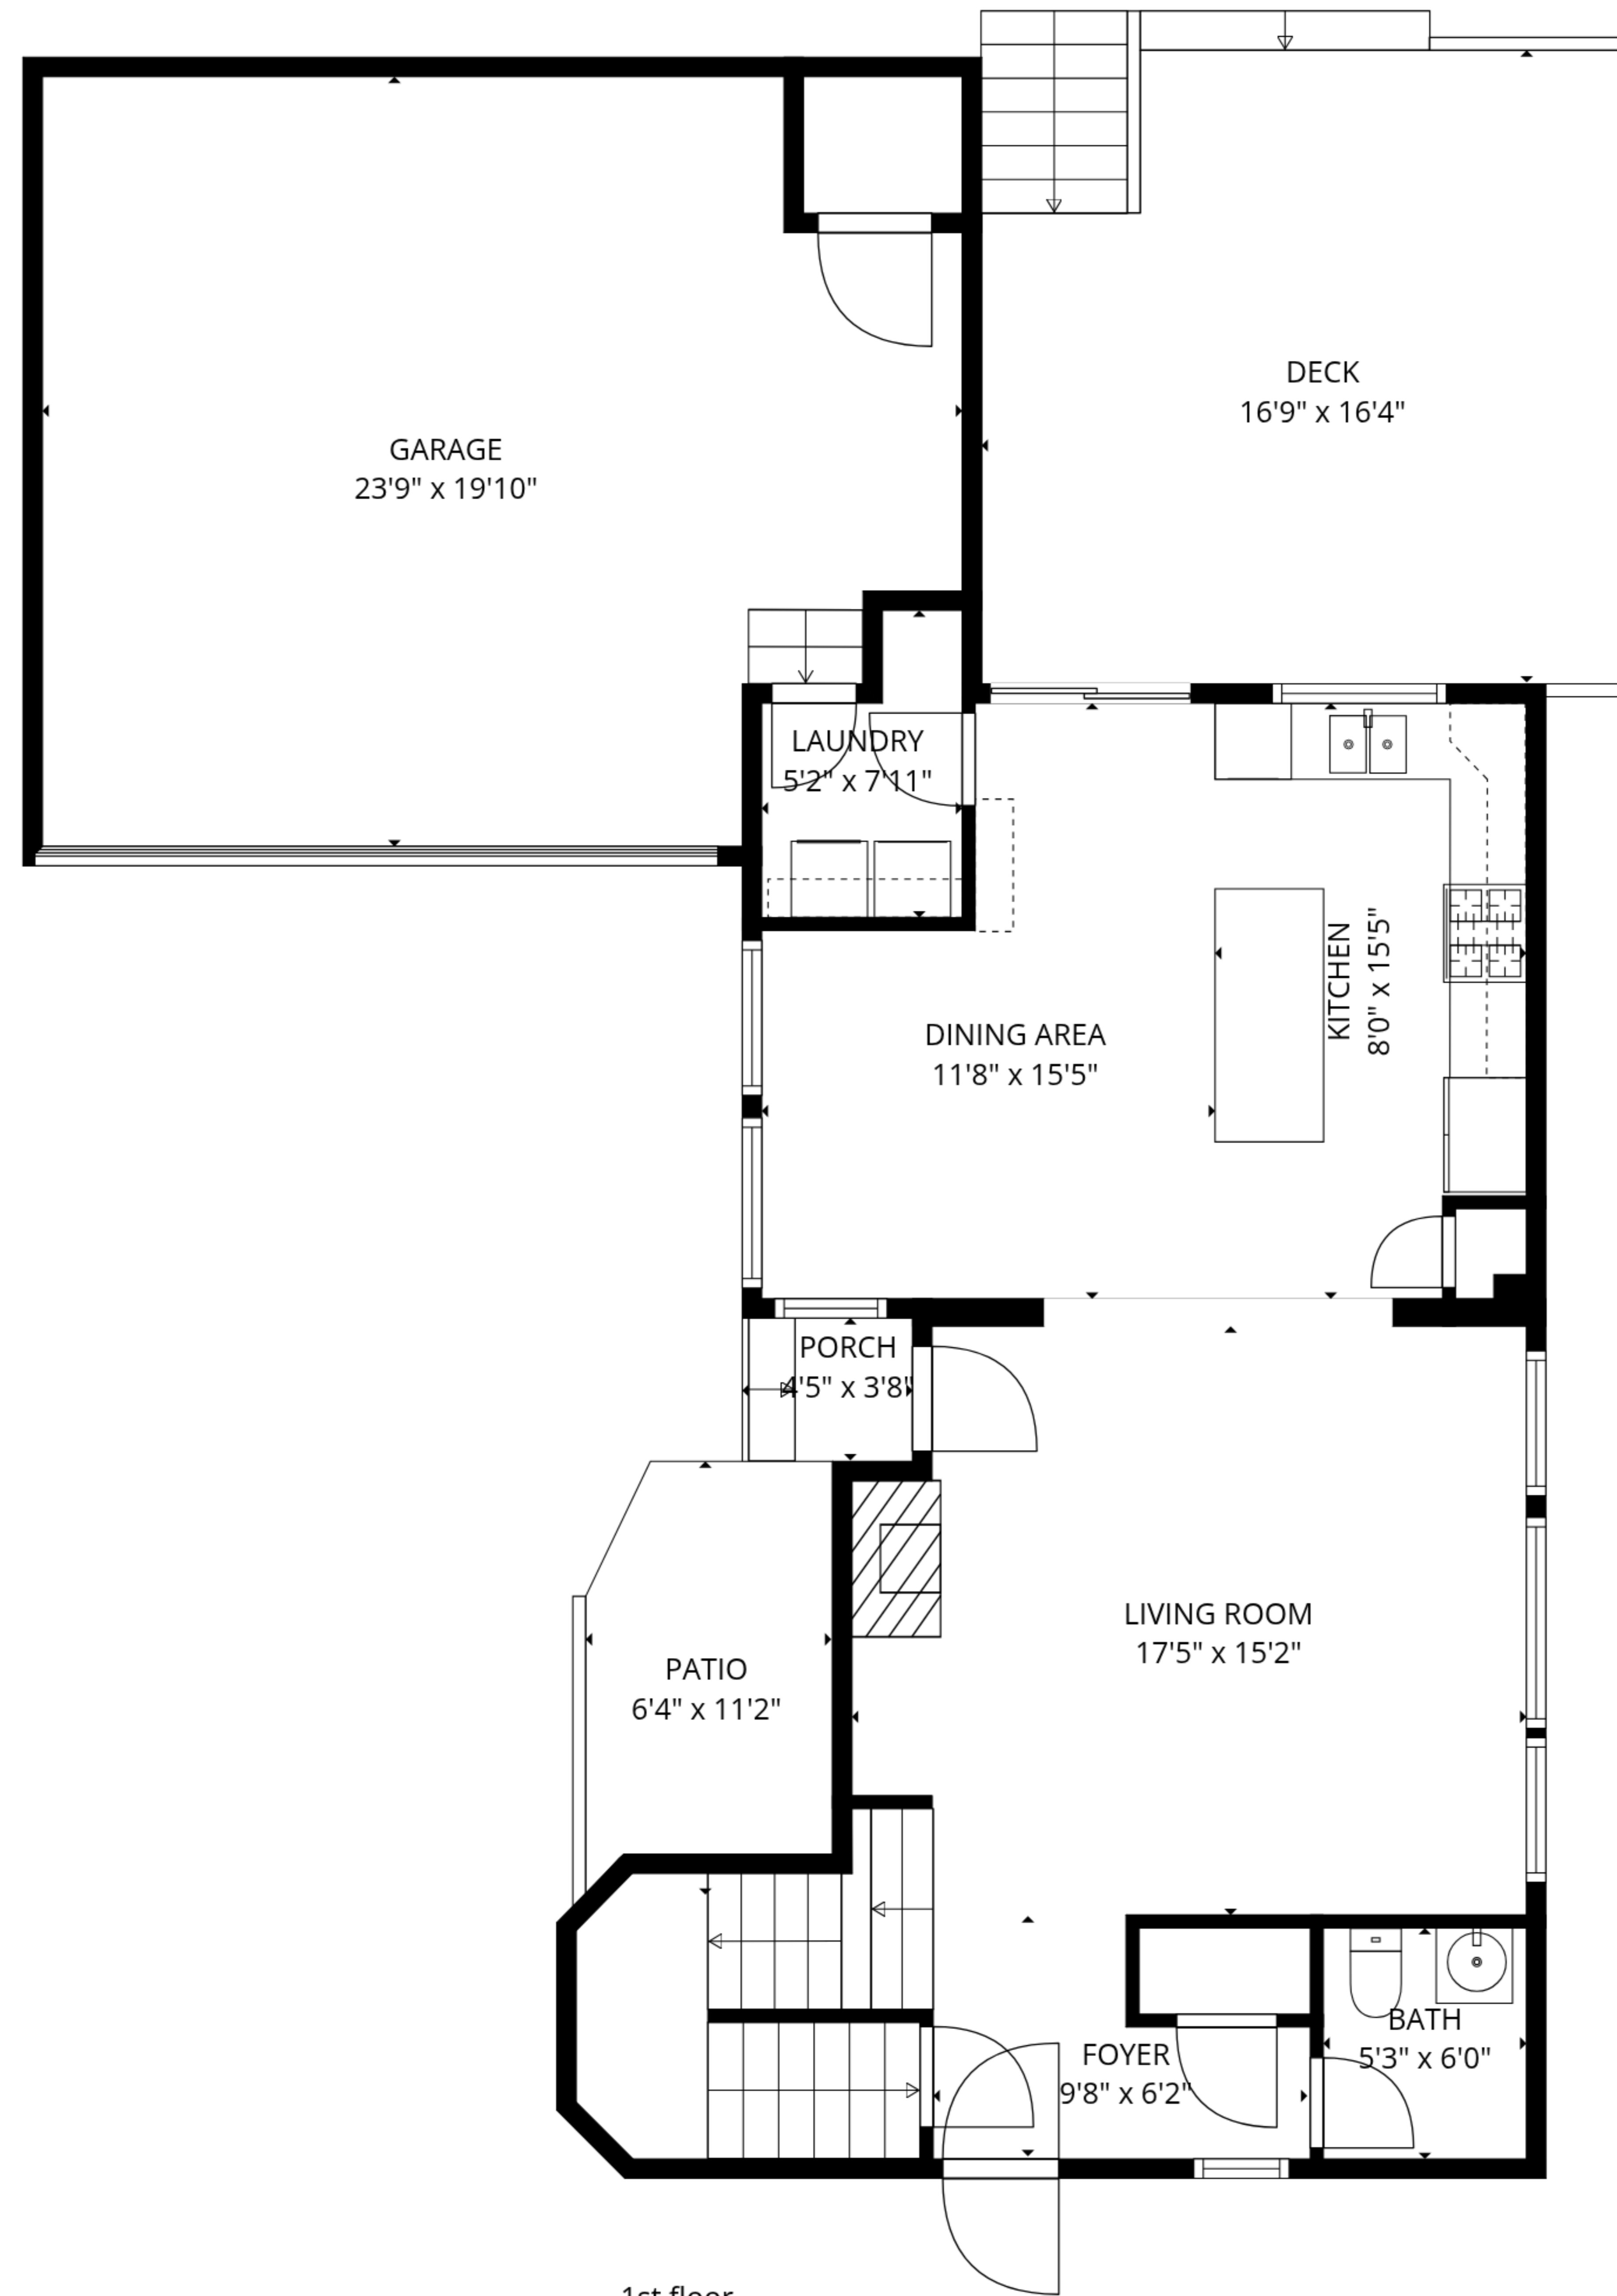 DECK
16'9" x 16'4"
GARAGE
23'9" x 19'10"
LAUNDRY
5'2" x 7'11"
KITCHEN
8'0" x 15'5"
DINING AREA
11'8" x 15'5"
PORCH
4'5" x 3'8"
LIVING ROOM
17'5" x 15'2"
PATIO
6'4" x 11'2"
BATH
5'3" x 6'0"
FOYER
9'8" x 6'2"
1st floor